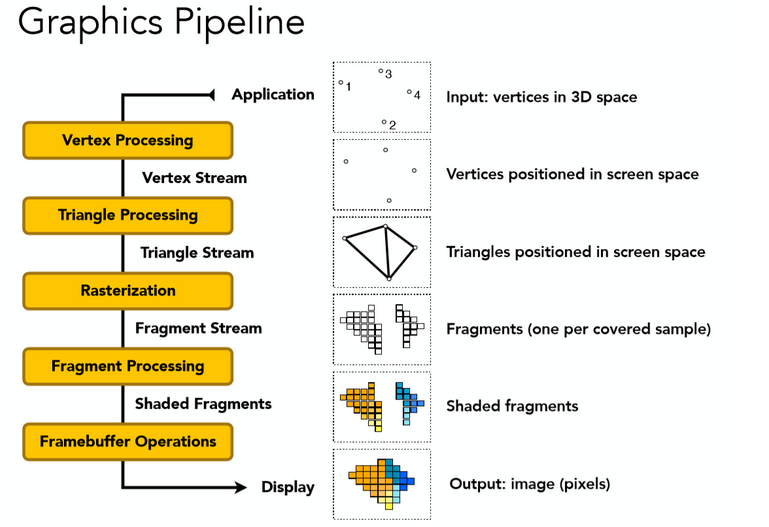 Graphics Pipeline
Application
1
3
4
2
Input: vertices in 3D space
Vertex Processing
Vertex Stream
Vertices positioned in screen space
Triangle Processing
Triangle Stream
Triangles positioned in screen space
Rasterization
Fragment Stream
Fragments (one per covered sample)
Fragment Processing
Shaded Fragments
Shaded fragments
Framebuffer Operations
Display
Output: image (pixels)